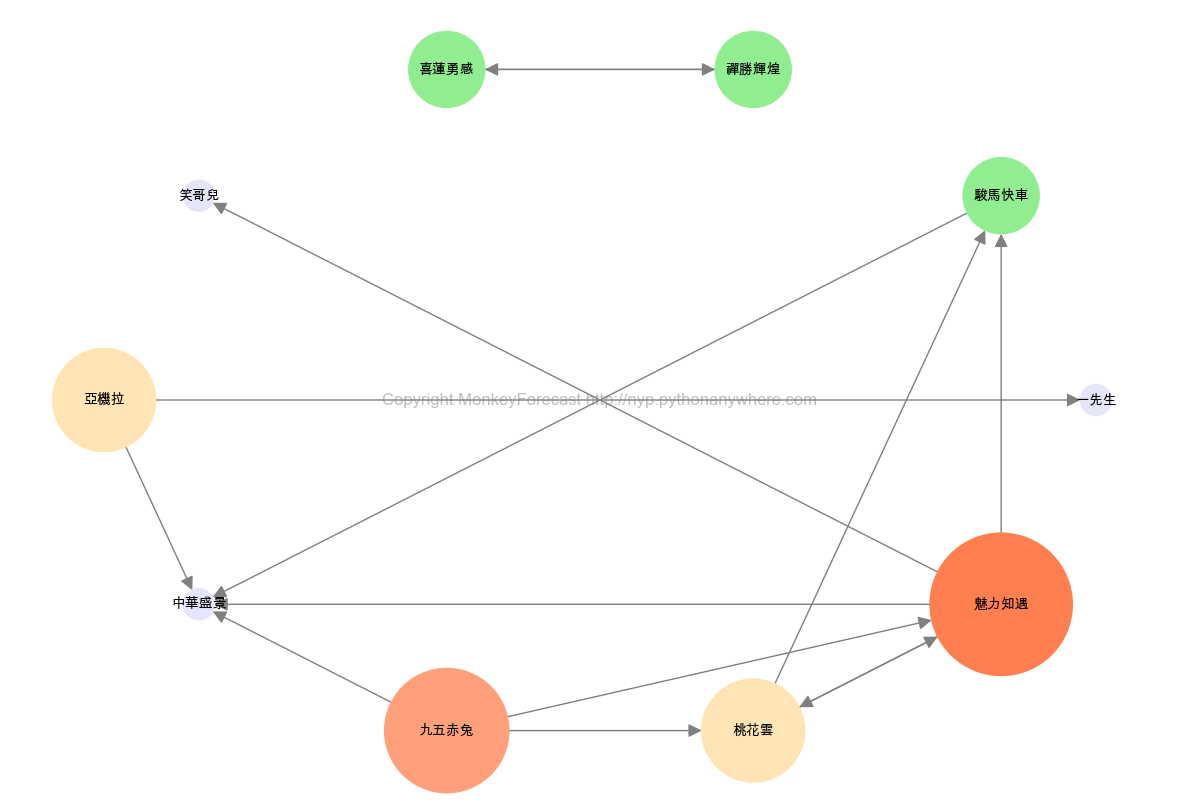 喜蓮勇感
禪勝輝煌
笑哥兒
駿馬快車
亞機拉
Copyright MonkeyForecast http://nyp.pythonanywhere.com
一先生
中華盛景
魅力知遇
九五赤兔
桃花雲